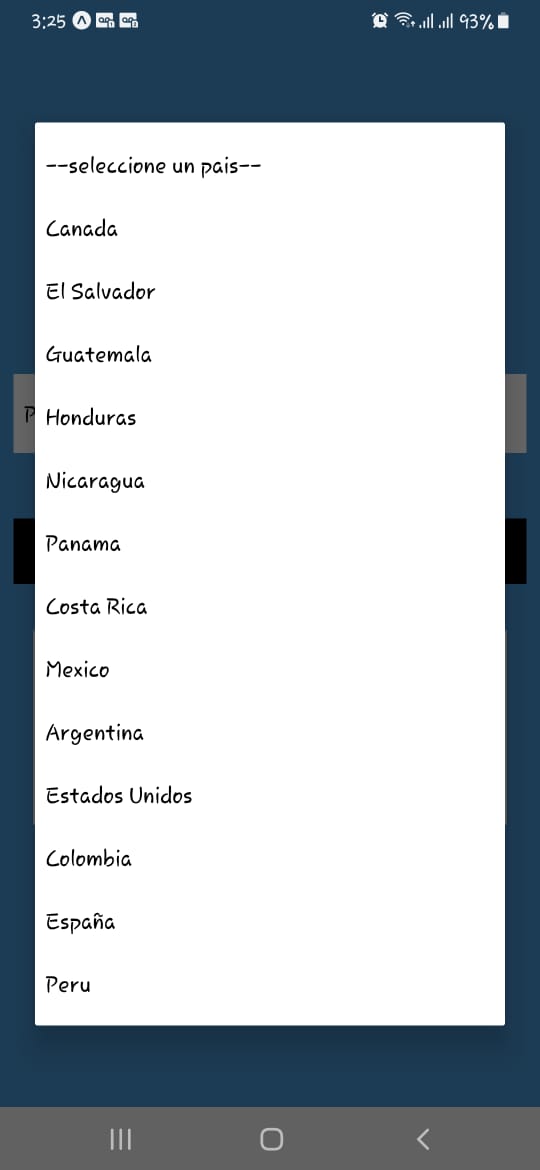 3:25
93%
--seleccione un pais--
Canada
El Salvador
Guatemala
P
Honduras
Nicaragua
Panama
Costa Rica
Mexico
Argentina
Estados Unidos
Colombia
España
Peru